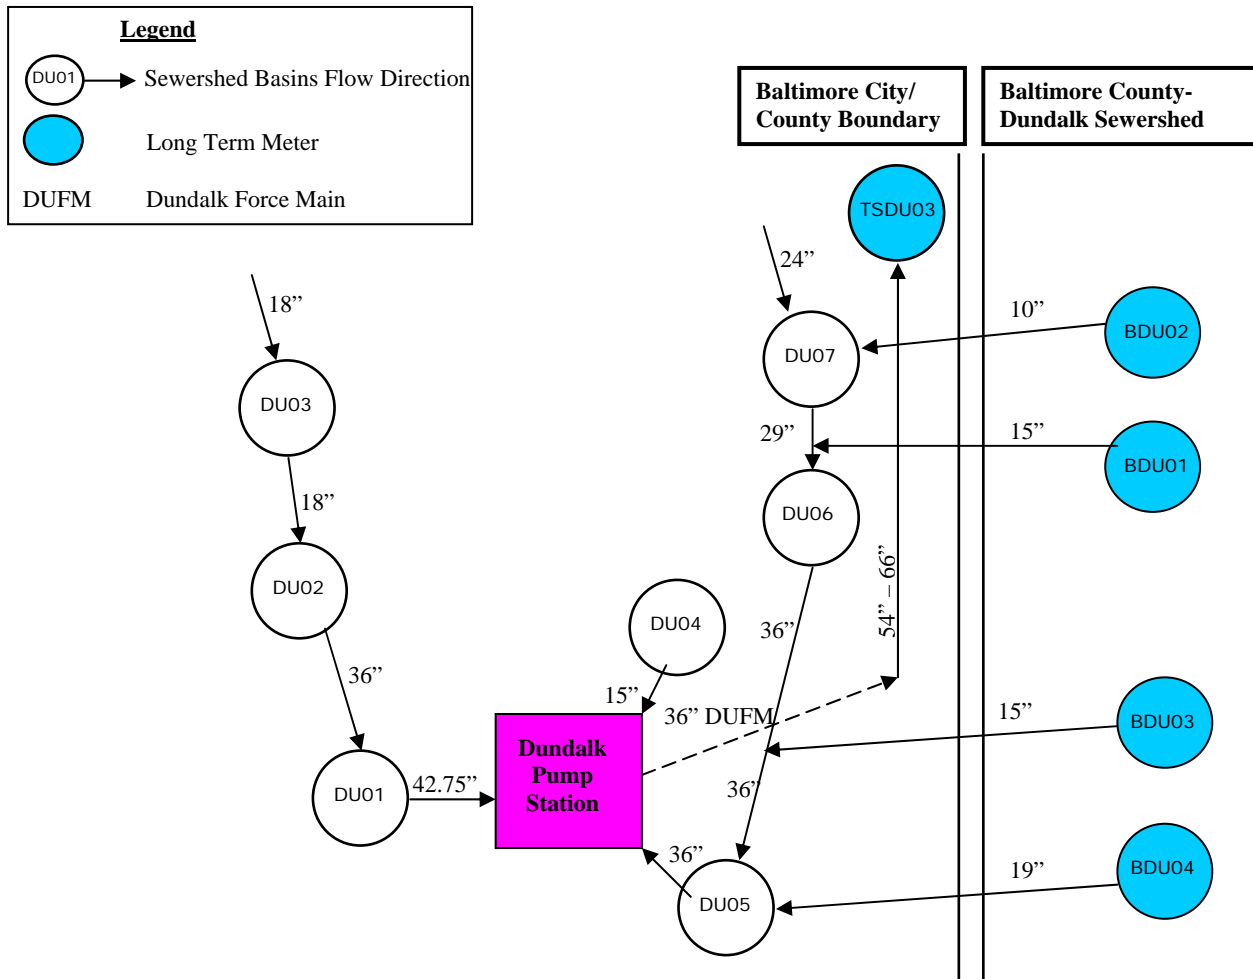 Legend
DU01
Sewershed Basins Flow Direction
Long Term Meter
DUFM
Dundalk Force Main
Baltimore City/
County Boundary
Baltimore County-
Dundalk Sewershed
TSDU03
24”
18”
10”
BDU02
DU07
DU03
29”
15”
BDU01
18”
DU06
DU02
54” – 66”
DU04
36”
36”
15”
36” DUFM
15”
BDU03
Dundalk
Pump
Station
42.75”
DU01
36”
36”
19”
BDU04
DU05